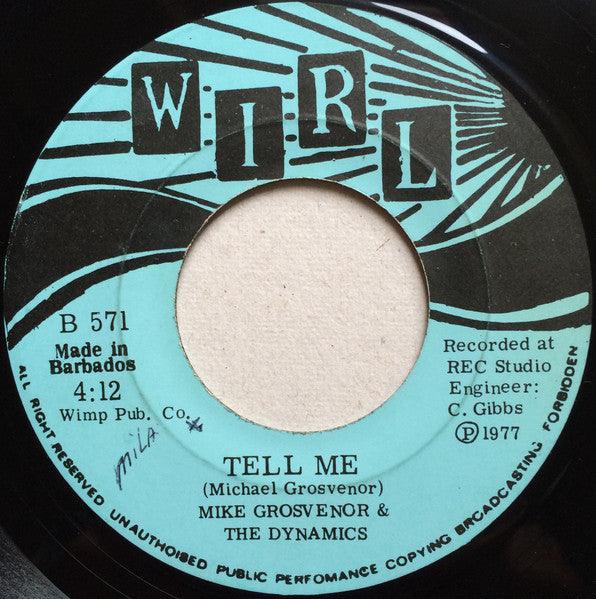 WIRL
B 571
Made in
Barbados
4:12
Wimp Pub. Co.
MILA
Recorded at
REC Studio
Engineer:
C. Gibbs
Ⓟ 1977
TELL ME
(Michael Grosvenor)
MIKE GROSVENOR &
THE DYNAMICS
ALL RIGHT RESERVED UNAUTHOISED PUBLIC PERFOMANCE COPYING BROADCASTING FORBIDDEN